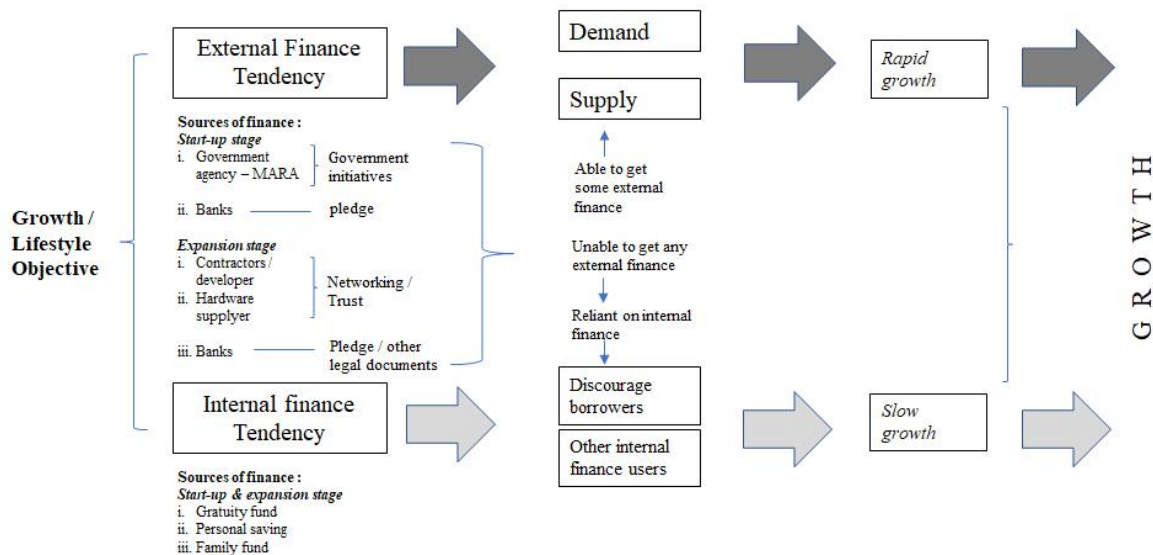 Growth /
Lifestyle
Objective
External Finance
Tendency
Sources of finance :
Start-up stage
i. Government
agency – MARA
Government
initiatives
ii. Banks
pledge
Expansion stage
i. Contractors /
developer
ii. Hardware
supplyer
Networking /
Trust
iii. Banks
Pledge / other
legal documents
Internal finance
Tendency
Sources of finance :
Start-up & expansion stage
i. Gratuity fund
ii. Personal saving
iii. Family fund
Demand
Supply
Able to get
some external
finance
Unable to get any
external finance
Reliant on internal
finance
Discourage
borrowers
Other internal
finance users
Rapid
growth
Slow
growth
GROWTH